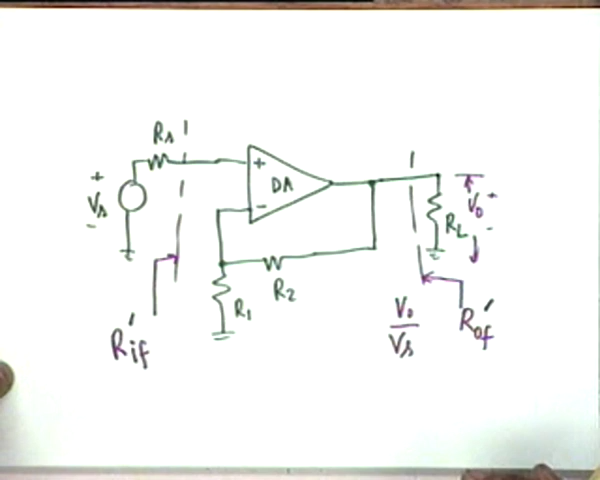 Rs
+
Vs
-
+
DA
-
+
Vo
-
RL
R2
R1
R'if
Vo
Vs
R'of